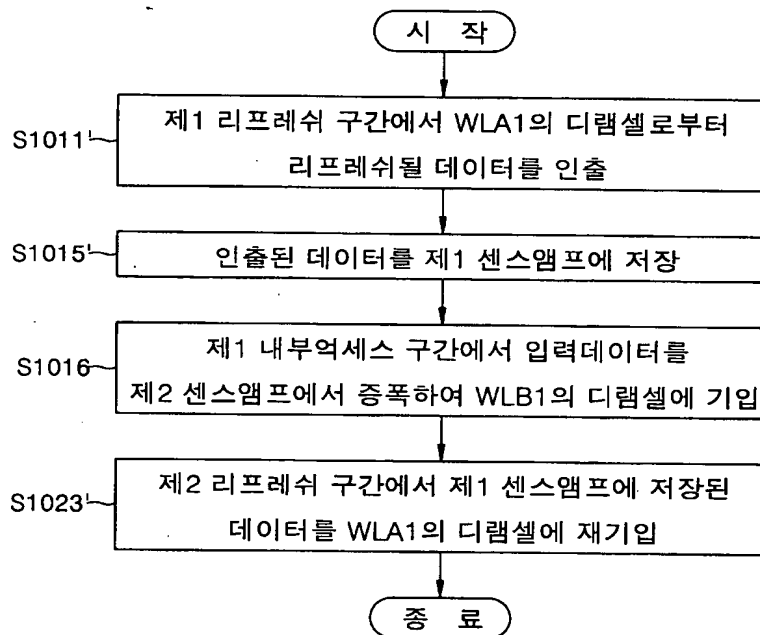 시 작
S1011'
제1 리프레쉬 구간에서 WLA1의 디램셀로부터
리프레쉬될 데이터를 인출
S1015'
인출된 데이터를 제1 센스앰프에 저장
S1016
제1 내부억세스 구간에서 입력데이터를
제2 센스앰프에서 증폭하여 WLB1의 디램셀에 기입
S1023'
제2 리프레쉬 구간에서 제1 센스앰프에 저장된
데이터를 WLA1의 디램셀에 재기입
종 료